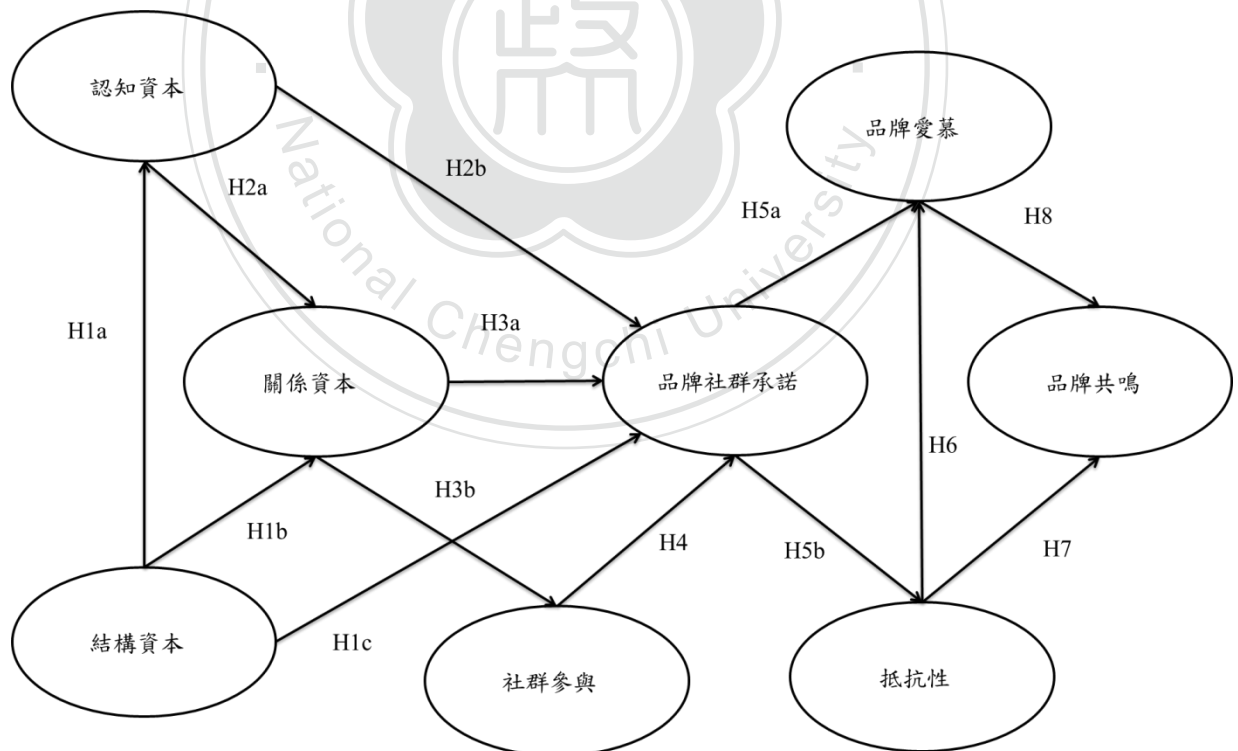 認知資本
品牌愛慕
H2b
H2a
H5a
H8
H1a
H3a
關係資本
品牌社群承諾
品牌共鳴
H6
H3b
H1b
H4
H5b
H7
結構資本
H1c
社群參與
抵抗性
National Chengchi University
政